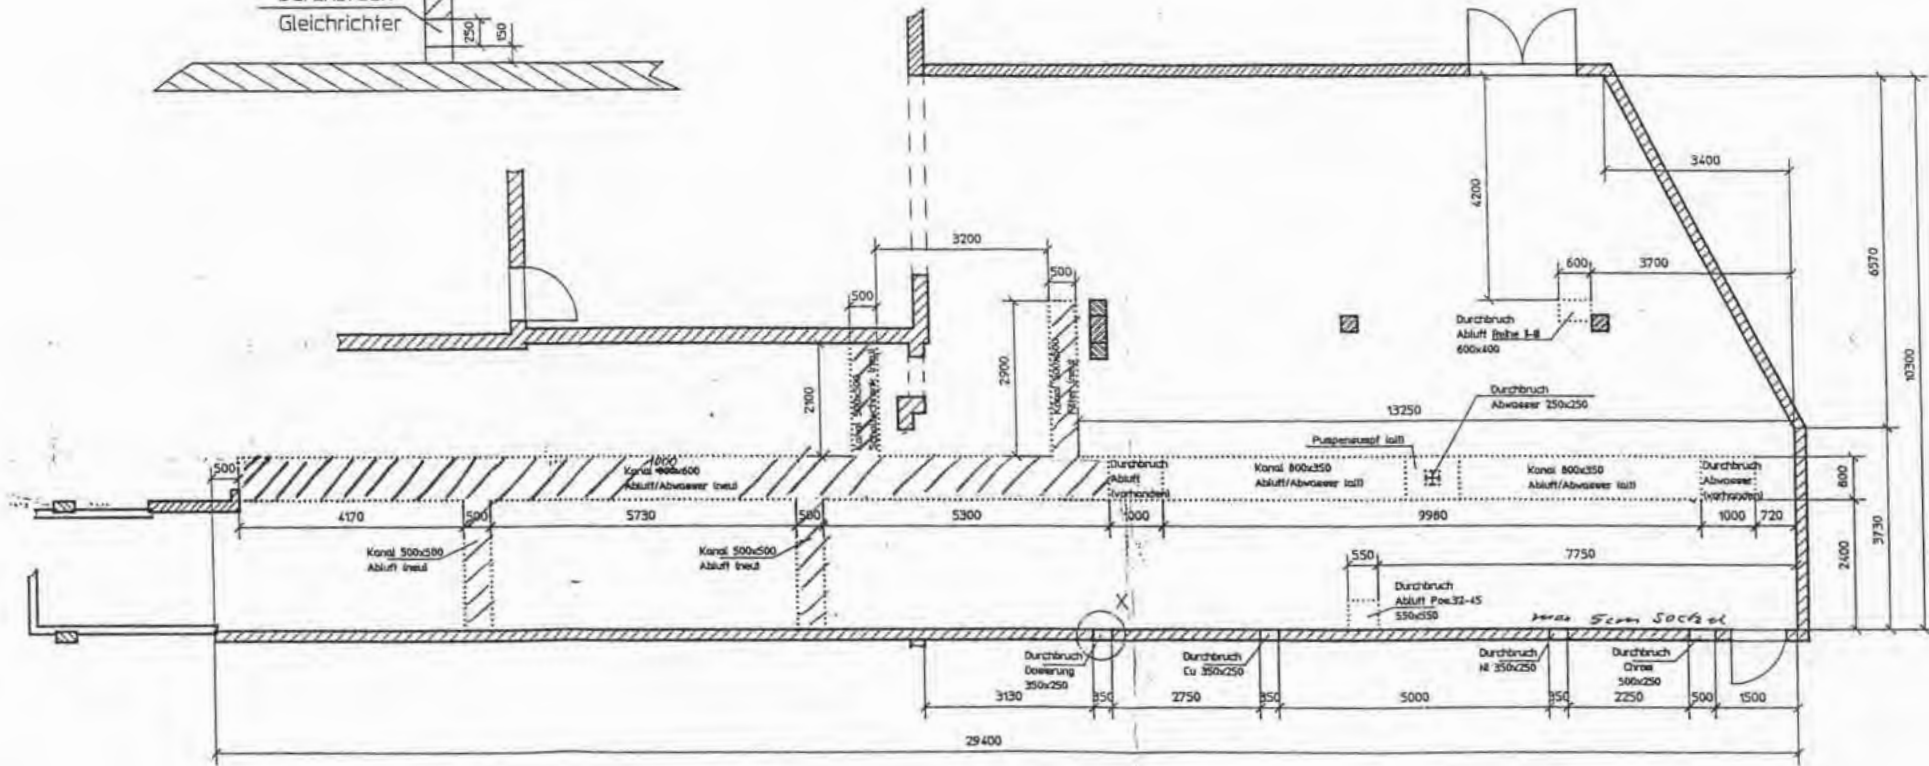 Gleichrichter
250
150
3400
4200
3200
600
3700
6570
10300
500
500
Durchbruch
Abluft Reihe
600x400
2100
2900
Durchbruch
Abwasser 250x250
13250
Pumpensumpf (alt)
500
Kanal 800x600
Abluft/Abwasser (neu)
Durchbruch
Abluft
(vorhanden)
Kanal 800x350
Abluft/Abwasser (alt)
Kanal 800x350
Abluft/Abwasser (alt)
Durchbruch
Abwasser
(vorhanden)
800
4170
500
5730
500
5300
1000
9980
1000
720
Kanal 500x500
Abluft (neu)
Kanal 500x500
Abluft (neu)
550
7750
2400
3730
Durchbruch
Abluft Pos.32-45
550x550
X
max 5cm Sockel
Durchbruch
Dosierung
350x250
Durchbruch
Cu 350x250
Durchbruch
Ni 350x250
Durchbruch
Chrom
500x250
3130
350
2750
350
5000
350
2250
500
1500
29400